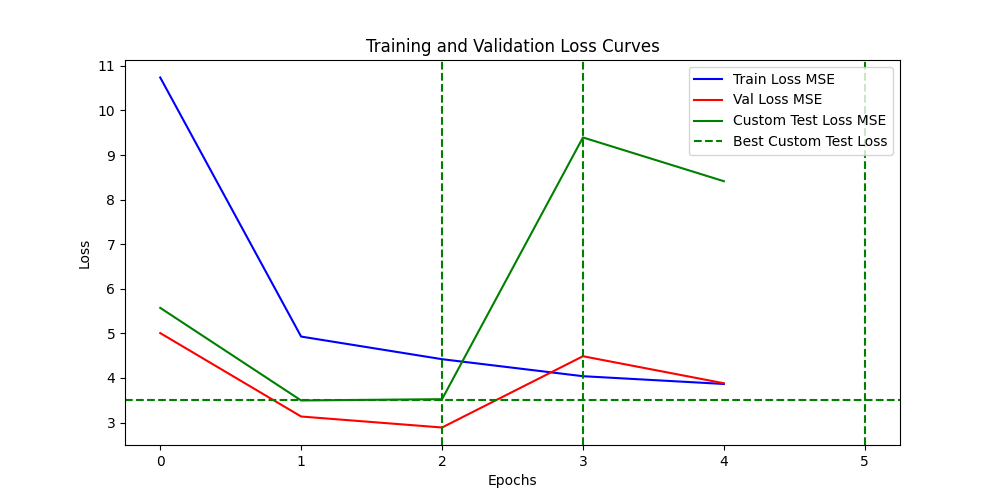 Training and Validation Loss Curves
Train Loss MSE
Val Loss MSE
Custom Test Loss MSE
Best Custom Test Loss
Loss
11
10
9
8
7
6
5
4
3
0 1 2 3 4 5
Epochs